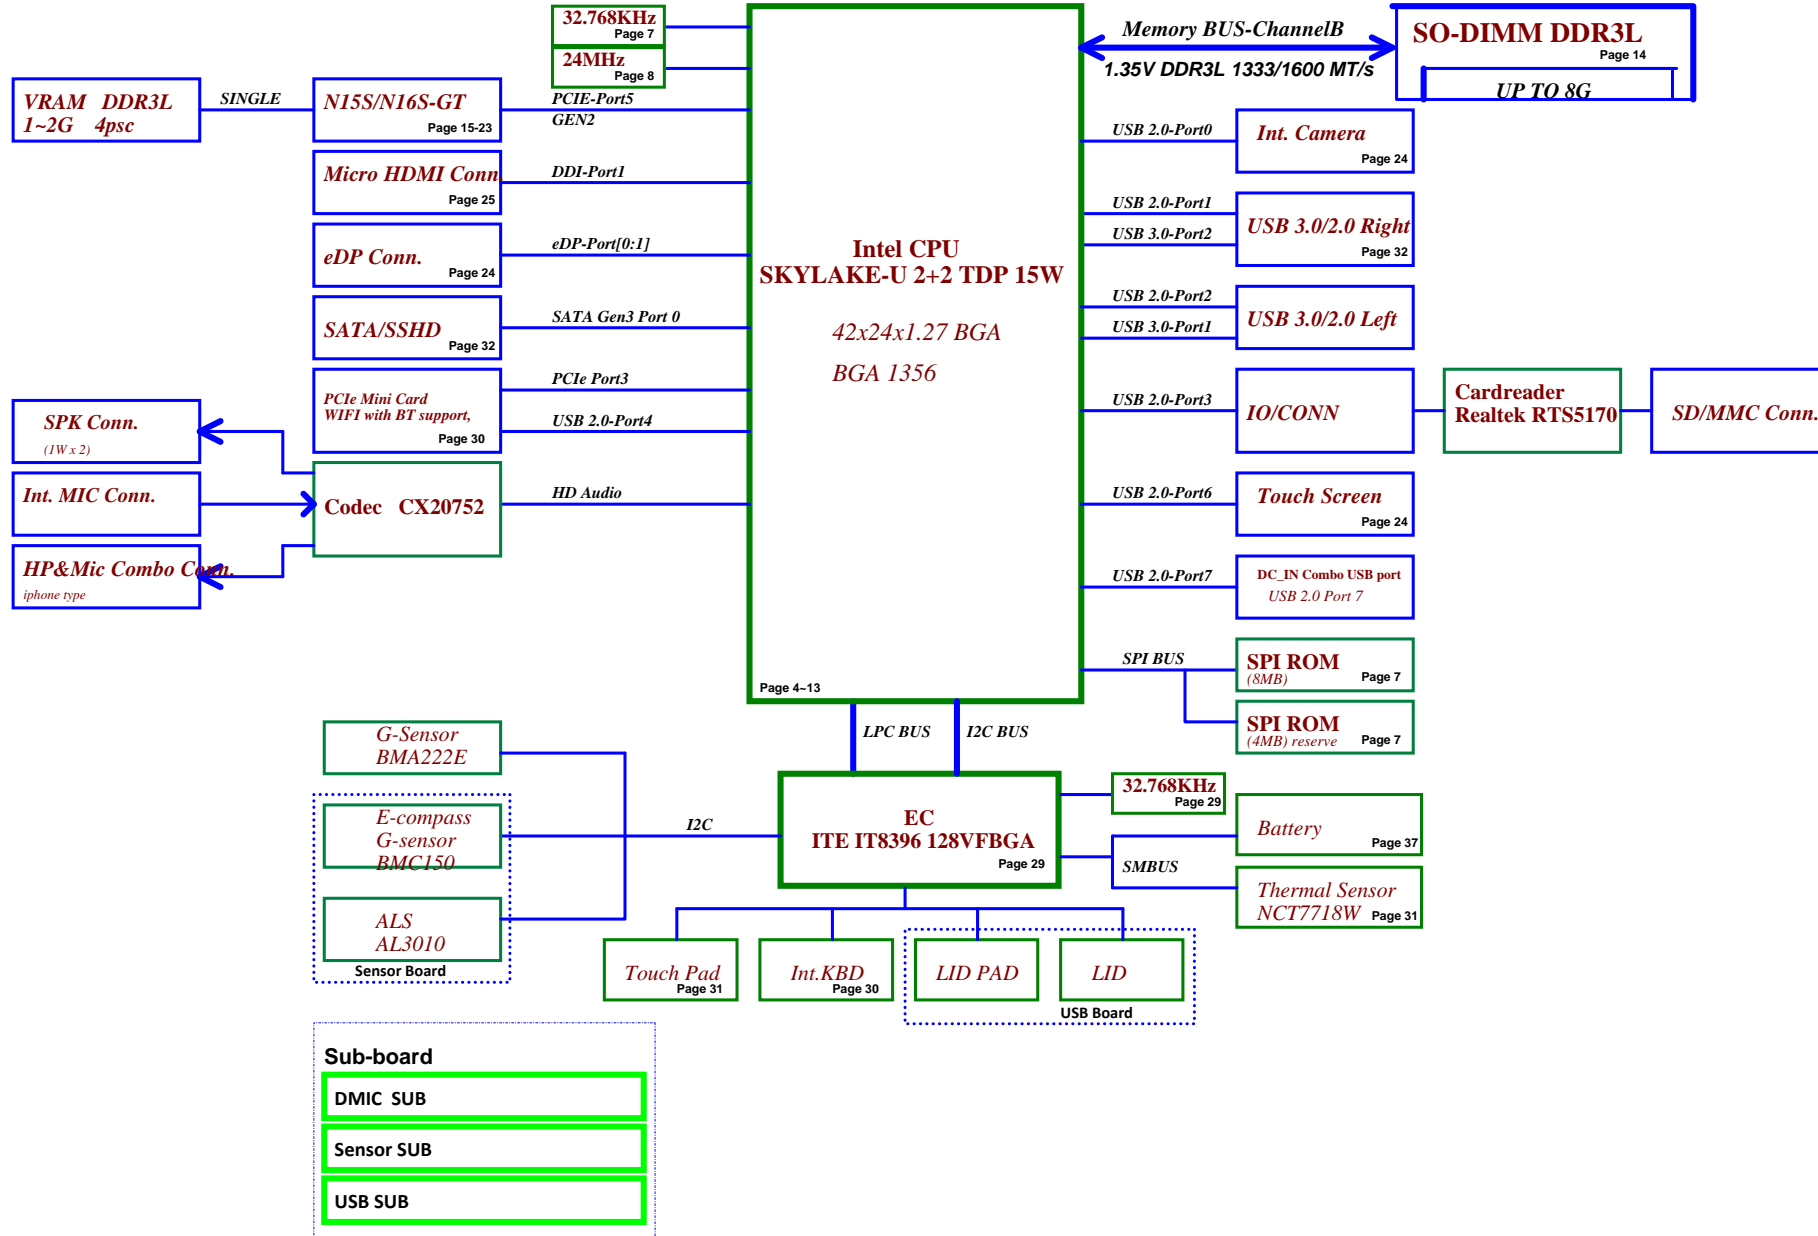 32.768KHz
Page 7
24MHz
Page 8
Memory BUS-ChannelB
1.35V DDR3L 1333/1600 MT/s
SO-DIMM DDR3L
Page 14
UP TO 8G
VRAM DDR3L
1~2G 4psc
SINGLE
N15S/N16S-GT
Page 15-23
PCIE-Port5
GEN2
Micro HDMI Conn.
Page 25
DDI-Port1
eDP Conn.
Page 24
eDP-Port[0:1]
SATA/SSHD
Page 32
SATA Gen3 Port 0
PCIe Mini Card
WIFI with BT support,
Page 30
PCIe Port3
USB 2.0-Port4
SPK Conn.
(1W x 2)
Int. MIC Conn.
HP&Mic Combo Conn.
iphone type
Codec CX20752
HD Audio
Intel CPU
SKYLAKE-U 2+2 TDP 15W
42x24x1.27 BGA
BGA 1356
Page 4~13
USB 2.0-Port0
Int. Camera
Page 24
USB 2.0-Port1
USB 3.0-Port2
USB 3.0/2.0 Right
Page 32
USB 2.0-Port2
USB 3.0-Port1
USB 3.0/2.0 Left
USB 2.0-Port3
IO/CONN
Cardreader
Realtek RTS5170
SD/MMC Conn.
USB 2.0-Port6
Touch Screen
Page 24
USB 2.0-Port7
DC_IN Combo USB port
USB 2.0 Port 7
SPI BUS
SPI ROM
(8MB)
Page 7
SPI ROM
(4MB) reserve
Page 7
LPC BUS
I2C BUS
G-Sensor
BMA222E
E-compass
G-sensor
BMC150
ALS
AL3010
Sensor Board
I2C
EC
ITE IT8396 128VFBGA
Page 29
32.768KHz
Page 29
SMBUS
Battery
Page 37
Thermal Sensor
NCT7718W
Page 31
Touch Pad
Page 31
Int.KBD
Page 30
LID PAD
LID
USB Board
Sub-board
DMIC SUB
Sensor SUB
USB SUB